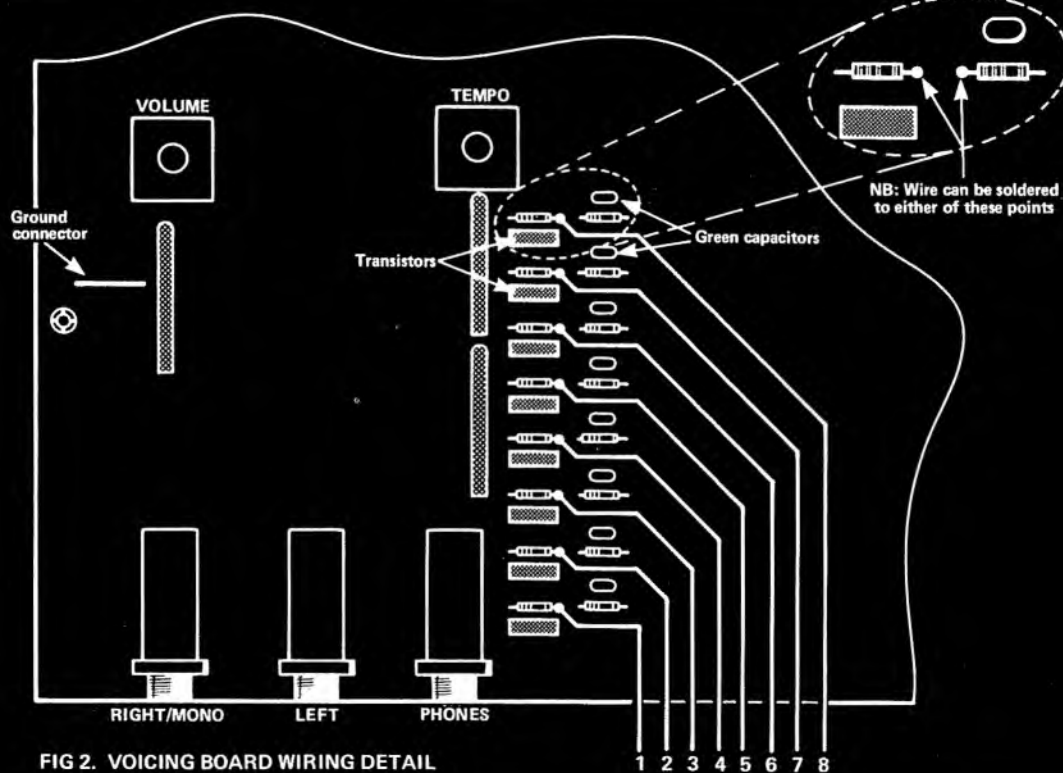 VOLUME
TEMPO
NB: Wire can be soldered
to either of these points
Ground
connector
Transistors
Green capacitors
RIGHT/MONO
LEFT
PHONES
FIG 2. VOICING BOARD WIRING DETAIL
1 2 3 4 5 6 7 8